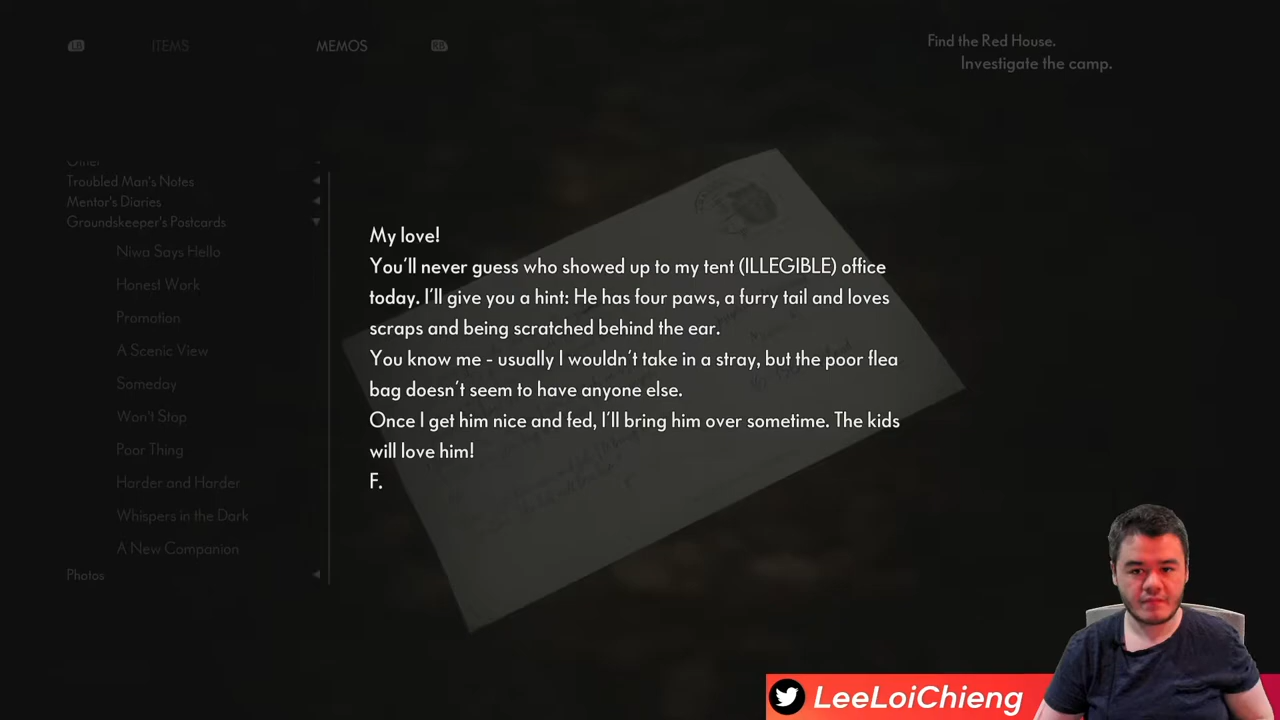 LB
ITEMS
MEMOS
RB
Find the Red House.
Investigate the camp.
Other
Troubled Man's Notes
Mentor's Diaries
Groundskeeper's Postcards
Niwa Says Hello
Honest Work
Promotion
A Scenic View
Someday
Won't Stop
Poor Thing
Harder and Harder
Whispers in the Dark
A New Companion
Photos
My love!
You'll never guess who showed up to my tent (ILLEGIBLE) office
today. I'll give you a hint: He has four paws, a furry tail and loves
scraps and being scratched behind the ear.
You know me - usually I wouldn't take in a stray, but the poor flea
bag doesn't seem to have anyone else.
Once I get him nice and fed, I'll bring him over sometime. The kids
will love him!
F.
LeeLoiChieng